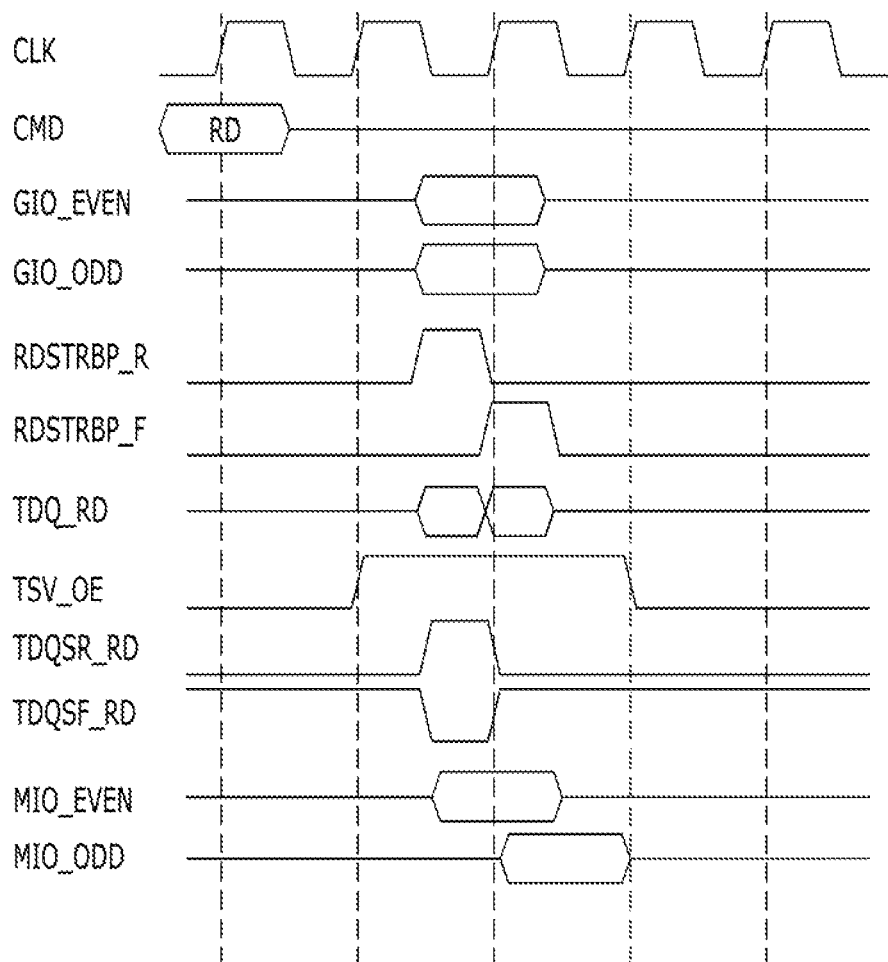 CLK
CMD
RD
GIO_EVEN
GIO_ODD
RDSTRBP_R
RDSTRBP_F
TDQ_RD
TSV_OE
TDQSR_RD
TDQSF_RD
MIO_EVEN
MIO_ODD